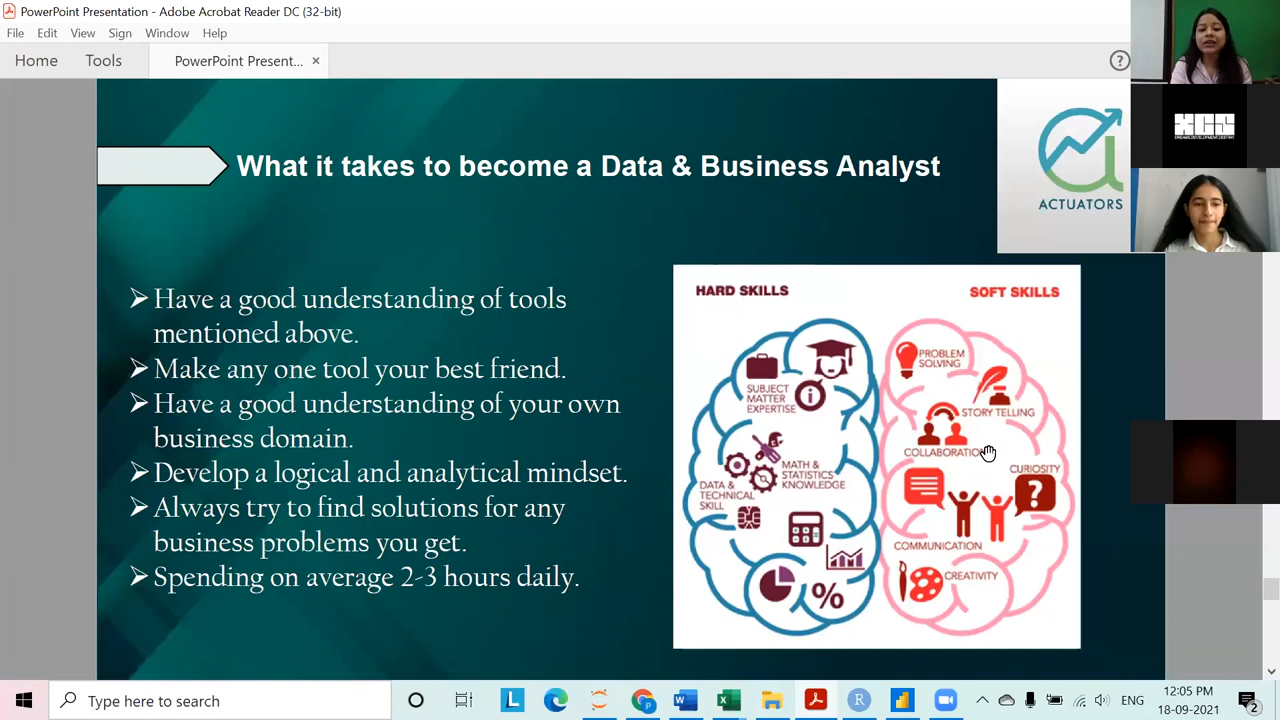 PowerPoint Presentation - Adobe Acrobat Reader DC (32-bit)
File Edit View Sign Window Help
Home Tools PowerPoint Present... ×
What it takes to become a Data & Business Analyst
ACTUATORS
XCS
➢Have a good understanding of tools
mentioned above.
➢Make any one tool your best friend.
➢Have a good understanding of your own
business domain.
➢Develop a logical and analytical mindset.
➢Always try to find solutions for any
business problems you get.
➢Spending on average 2-3 hours daily.
HARD SKILLS
SUBJECT
MATTER
EXPERTISE
MATH &
STATISTICS
KNOWLEDGE
DATA &
TECHNICAL
SKILL
%
SOFT SKILLS
PROBLEM
SOLVING
STORY TELLING
COLLABORATION
CURIOSITY
?
COMMUNICATION
CREATIVITY
Type here to search
ENG
12:05 PM
18-09-2021
2